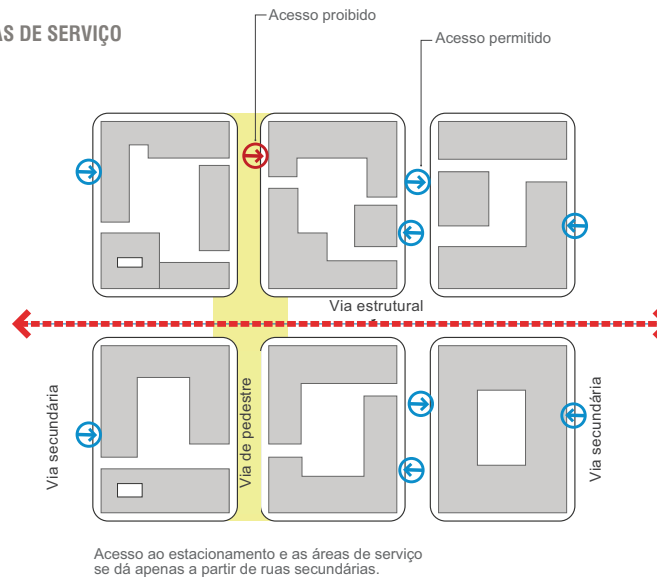 Acesso proibido
AS DE SERVIÇO
Acesso permitido
Via estrutural
Via secundária
Via de pedestre
Via secundária
Acesso ao estacionamento e as áreas de serviço
se dá apenas a partir de ruas secundárias.